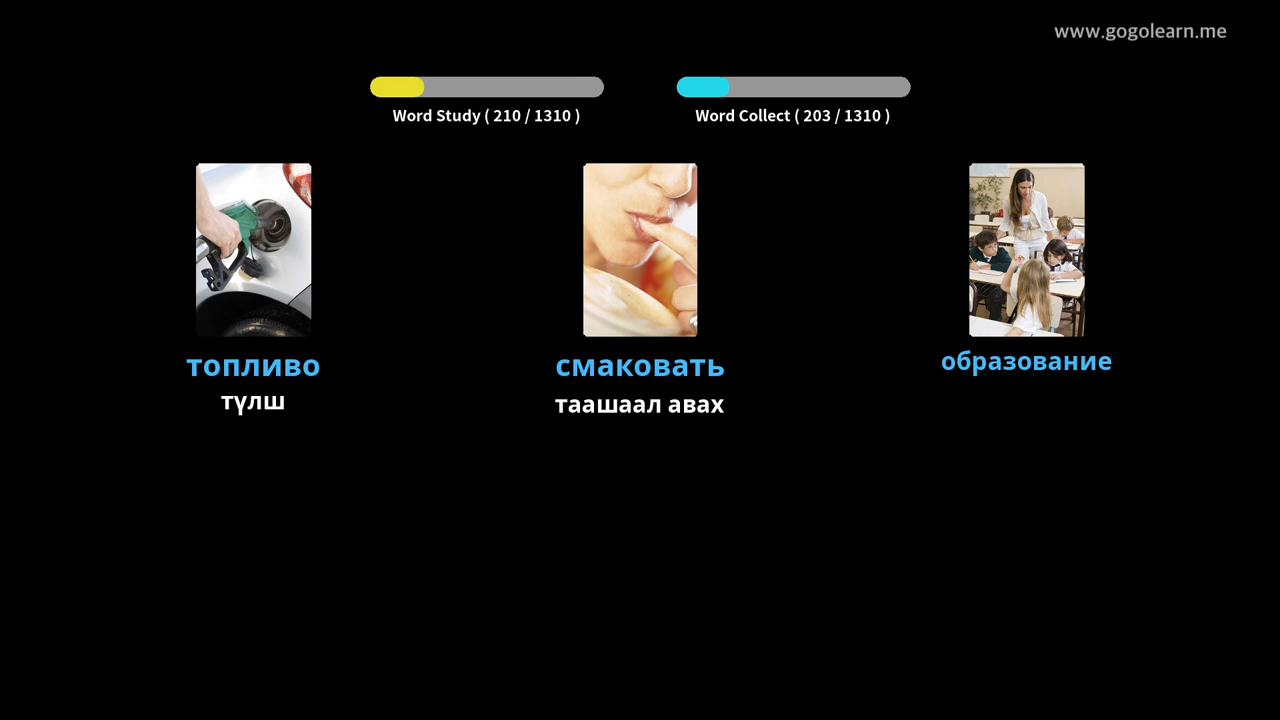 www.gogolearn.me
Word Study ( 210 / 1310 )
Word Collect ( 203 / 1310 )
топливо
түлш
смаковать
таашаал авах
образование